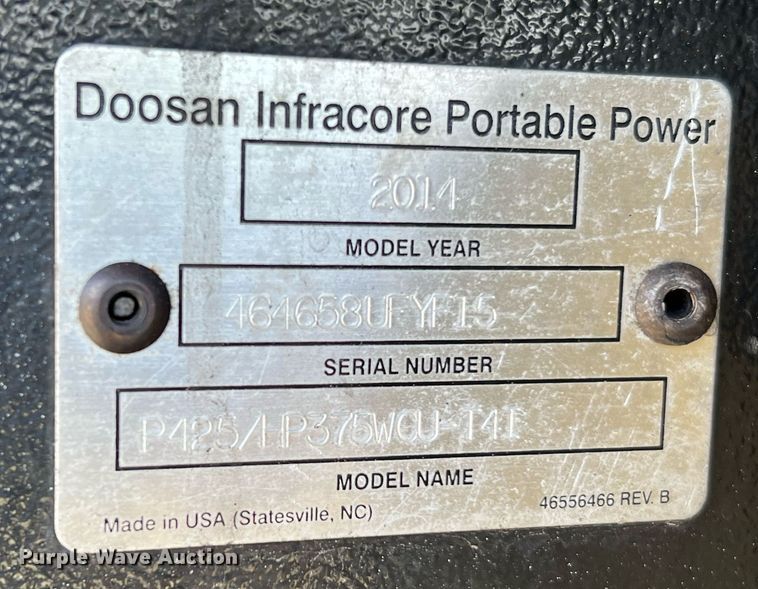 Doosan Infracore Portable Power
2014
MODEL YEAR
464658UFYF15
SERIAL NUMBER
P425/HP375WCU-T4I
MODEL NAME
Made in USA (Statesville, NC)
46556466 REV. B
Purple Wave Auction